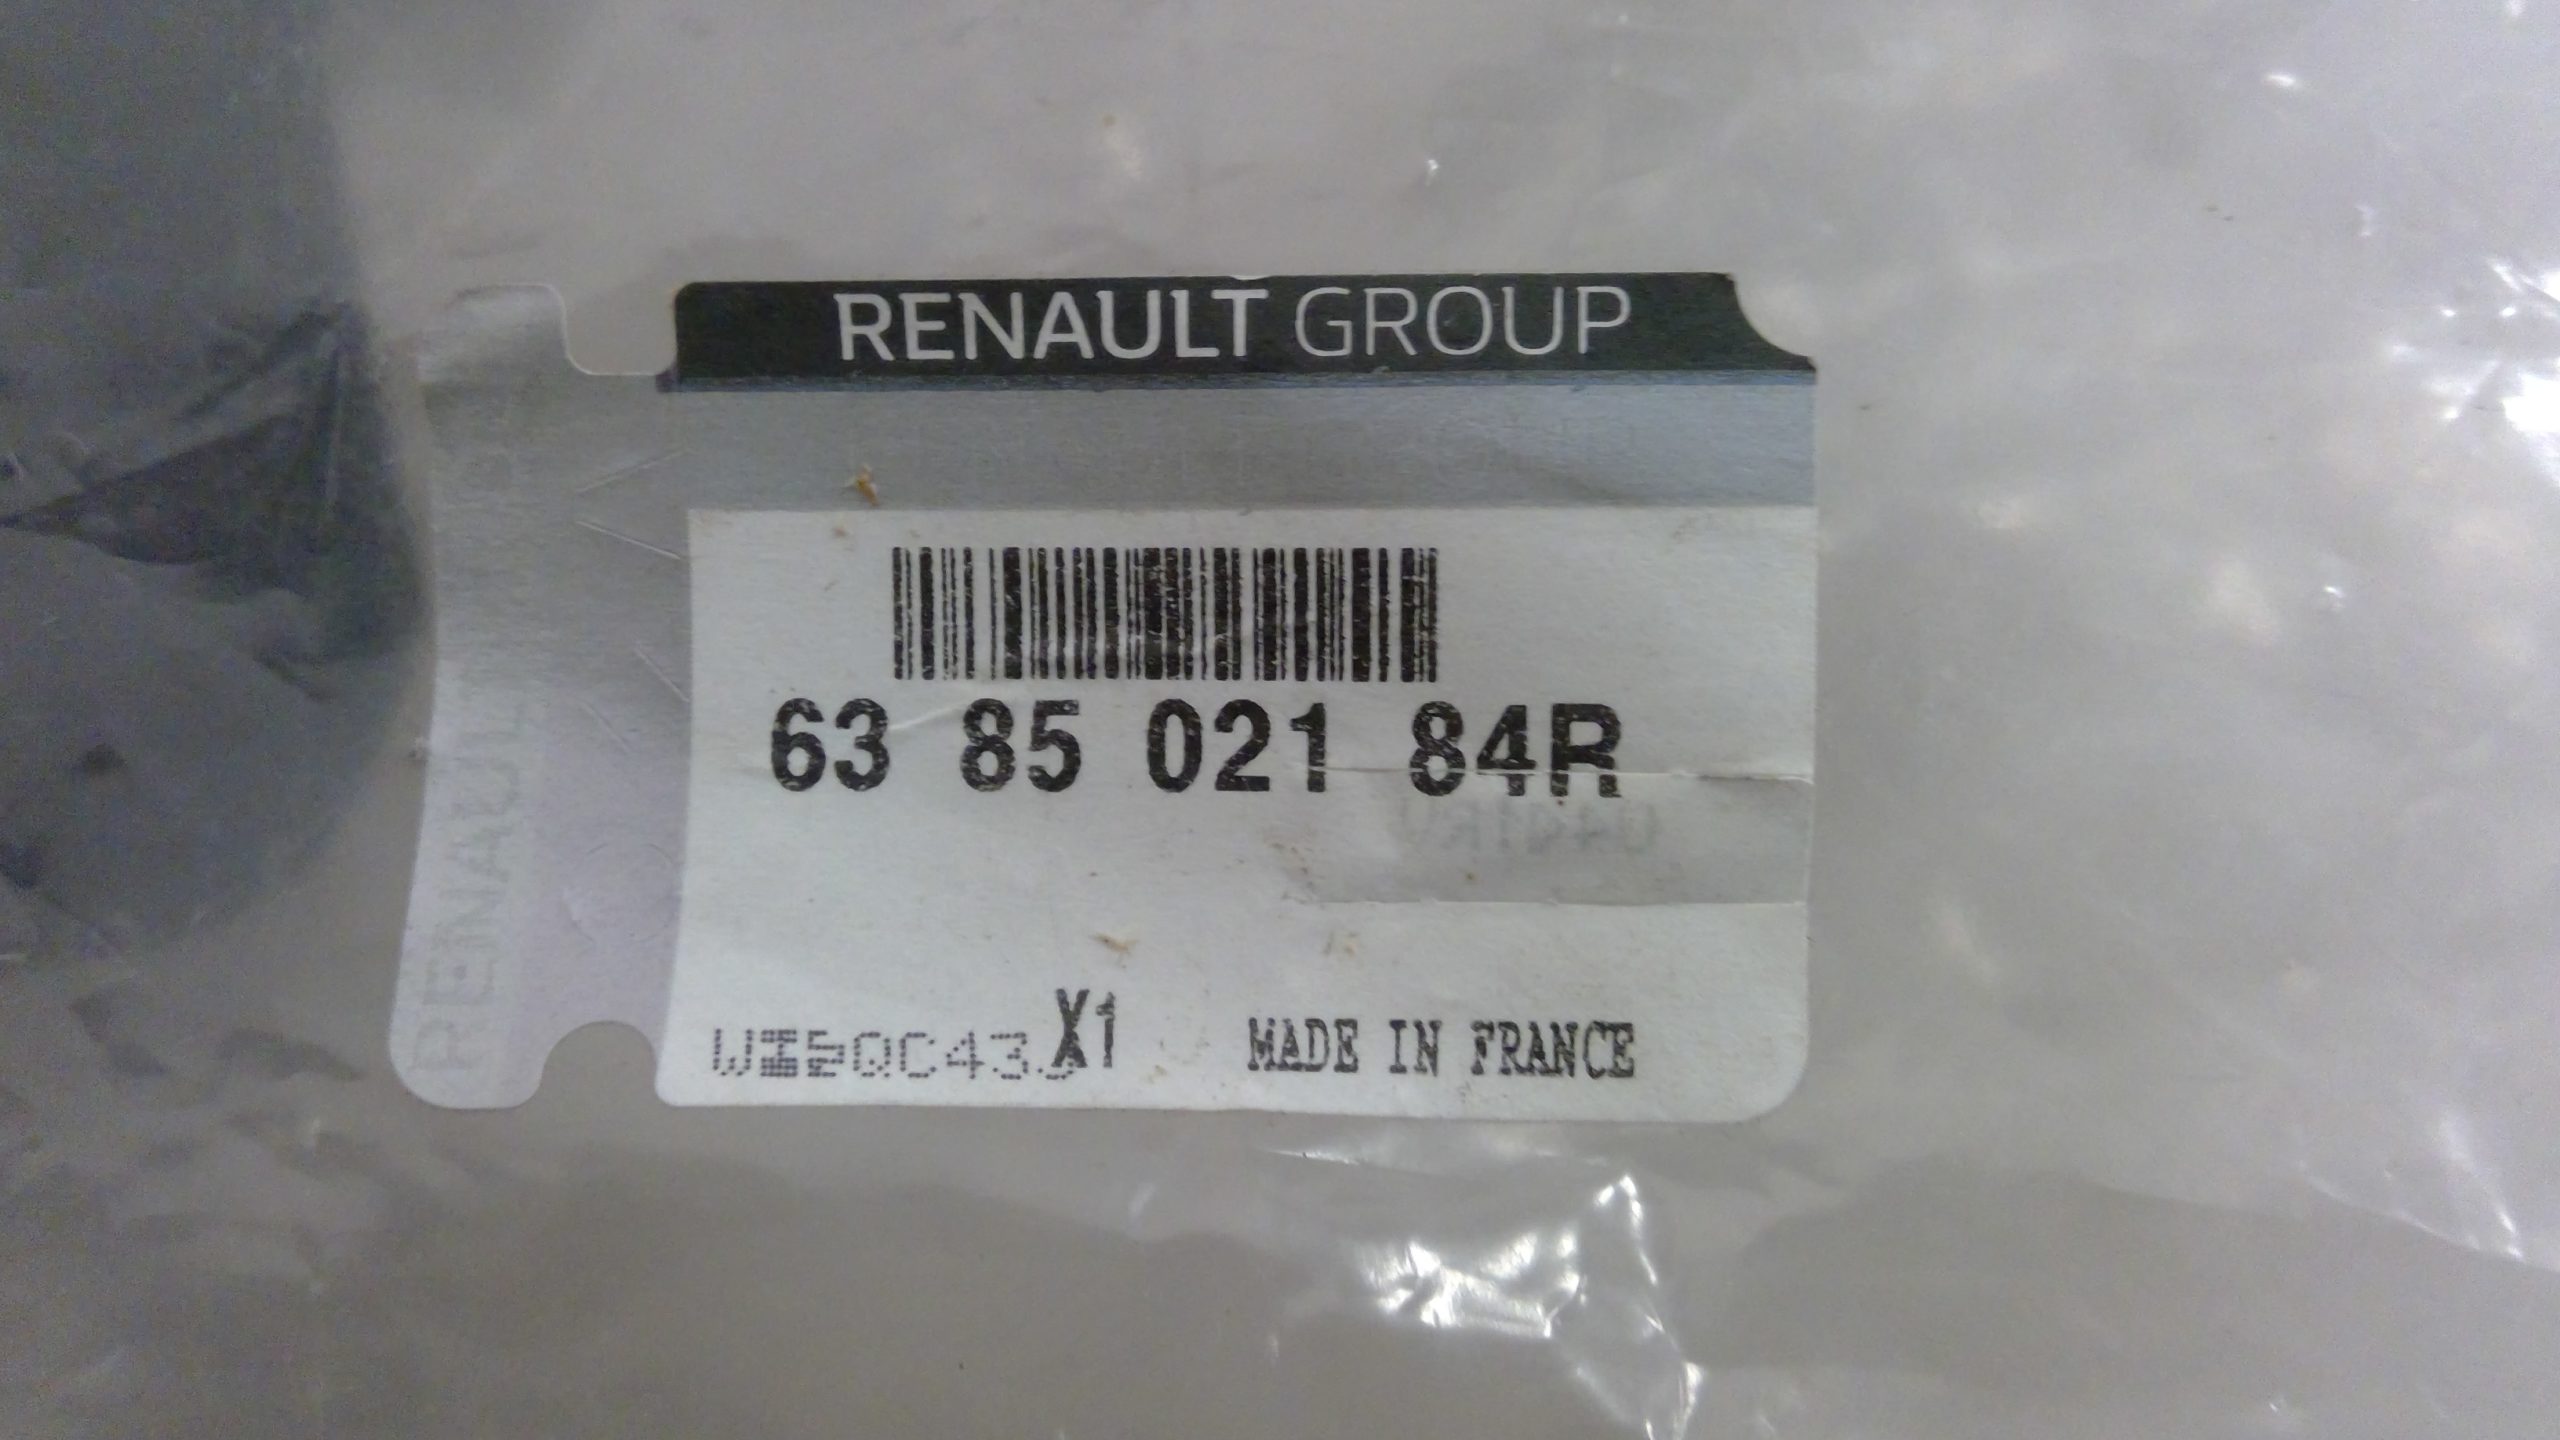 RENAULT GROUP
RENAULT
63 85 021 84R
X1
MADE IN FRANCE